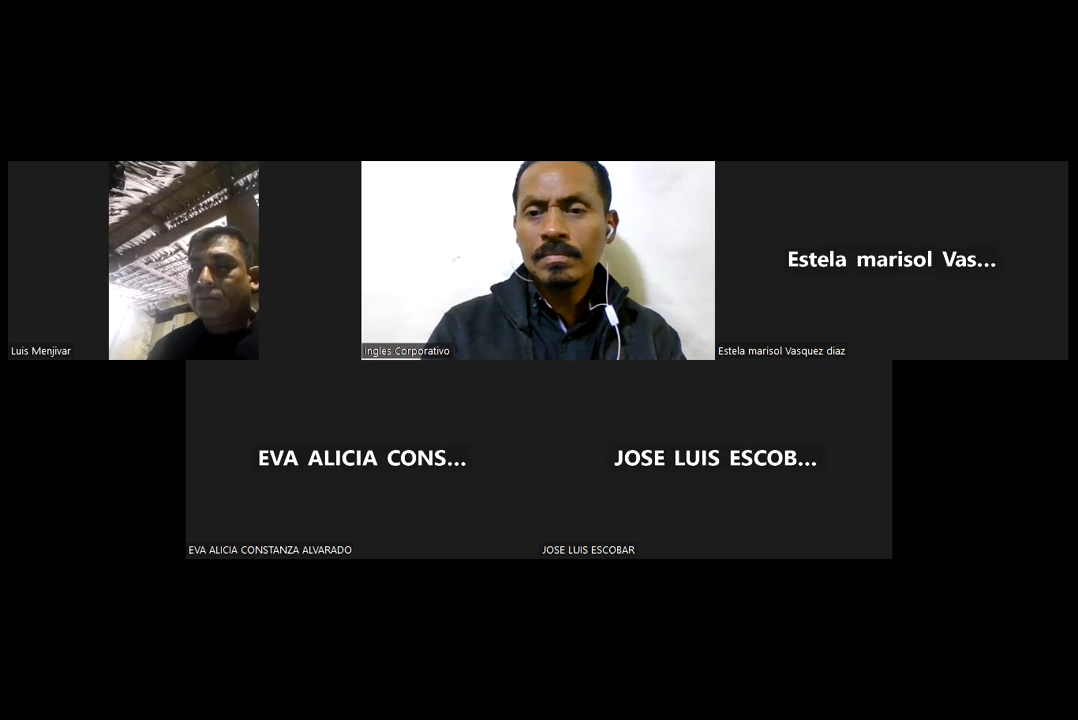 Estela marisol Vas...
Luis Menjivar
Ingles Corporativo
Estela marisol Vasquez diaz
EVA ALICIA CONS...
JOSE LUIS ESCOB...
EVA ALICIA CONSTANZA ALVARADO
JOSE LUIS ESCOBAR